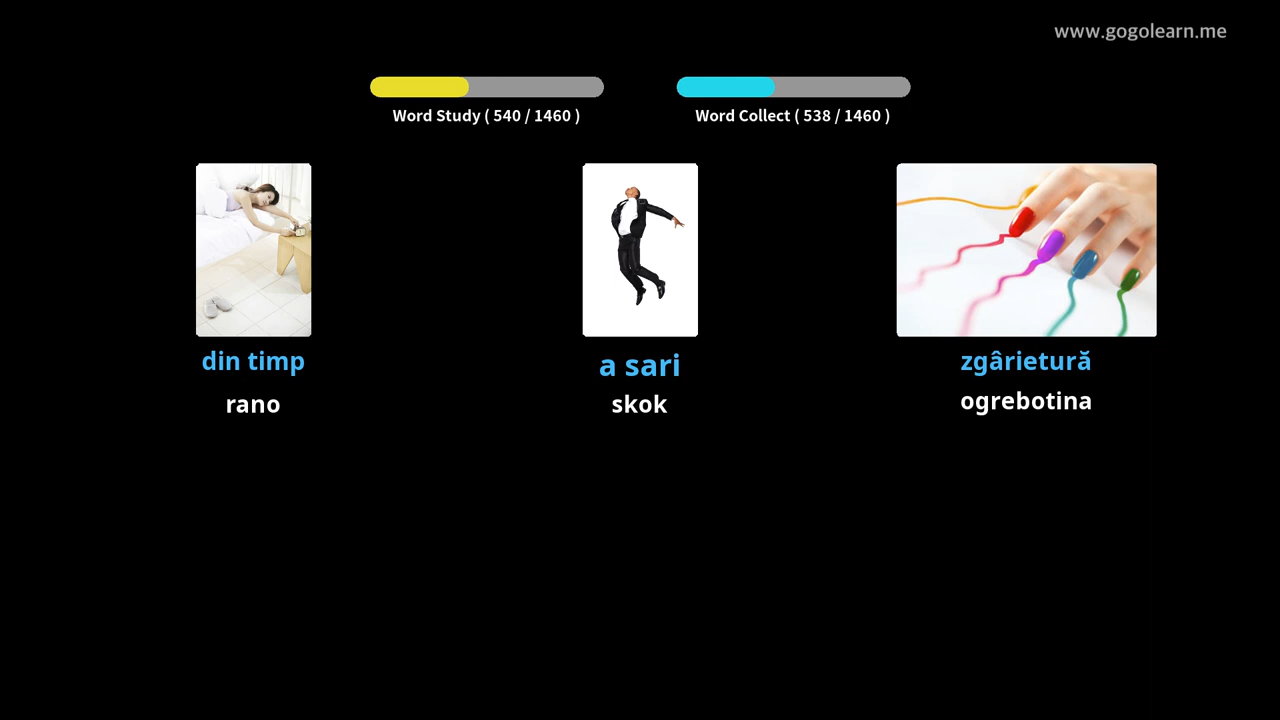 www.gogolearn.me
Word Study ( 540 / 1460 )
Word Collect ( 538 / 1460 )
din timp
a sari
zgârietură
rano
skok
ogrebotina